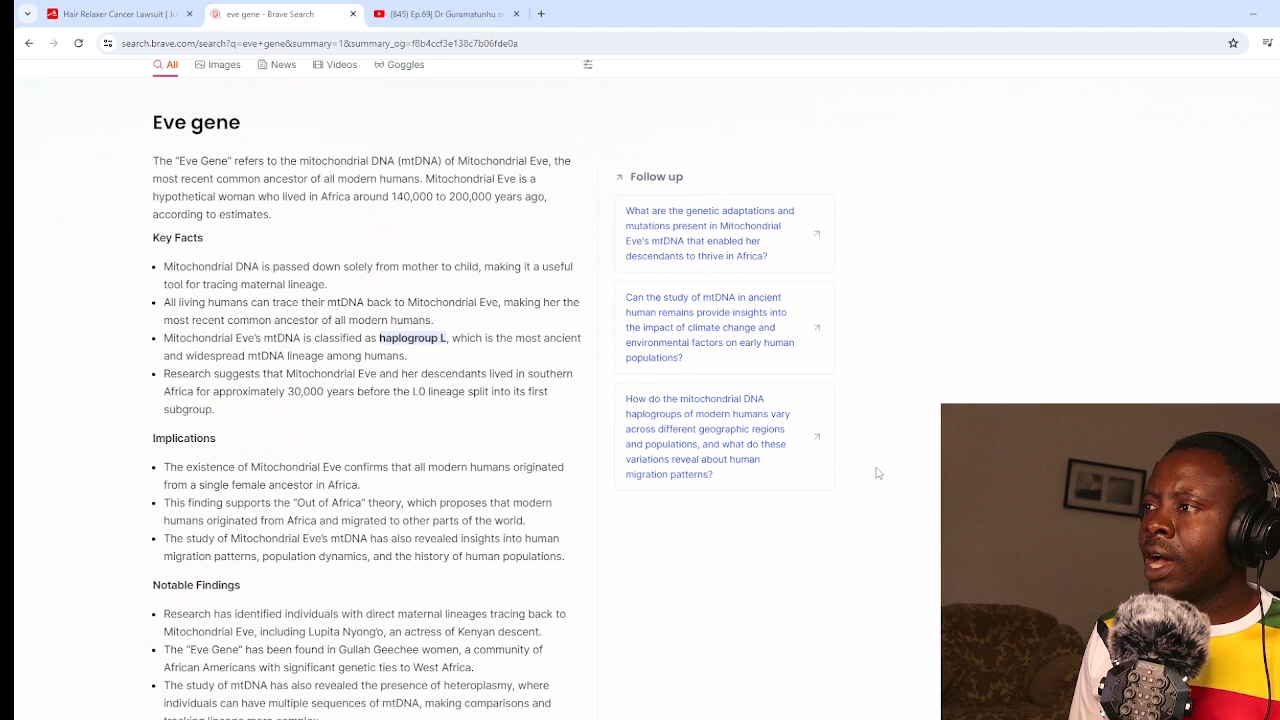 Hair Relaxer Cancer Lawsuit | Ju
eve gene - Brave Search
(845) Ep.69| Dr Guramatunhu o
search.brave.com/search?q=eve+gene&summary=1&summary_og=f8b4ccf3e138c7b06fde0a
All Images News Videos Goggles
Eve gene
The “Eve Gene” refers to the mitochondrial DNA (mtDNA) of Mitochondrial Eve, the
most recent common ancestor of all modern humans. Mitochondrial Eve is a
hypothetical woman who lived in Africa around 140,000 to 200,000 years ago,
according to estimates.
Key Facts
Mitochondrial DNA is passed down solely from mother to child, making it a useful
tool for tracing maternal lineage.
All living humans can trace their mtDNA back to Mitochondrial Eve, making her the
most recent common ancestor of all modern humans.
Mitochondrial Eve’s mtDNA is classified as haplogroup L, which is the most ancient
and widespread mtDNA lineage among humans.
Research suggests that Mitochondrial Eve and her descendants lived in southern
Africa for approximately 30,000 years before the L0 lineage split into its first
subgroup.
Implications
The existence of Mitochondrial Eve confirms that all modern humans originated
from a single female ancestor in Africa.
This finding supports the “Out of Africa” theory, which proposes that modern
humans originated from Africa and migrated to other parts of the world.
The study of Mitochondrial Eve’s mtDNA has also revealed insights into human
migration patterns, population dynamics, and the history of human populations.
Notable Findings
Research has identified individuals with direct maternal lineages tracing back to
Mitochondrial Eve, including Lupita Nyong’o, an actress of Kenyan descent.
The “Eve Gene” has been found in Gullah Geechee women, a community of
African Americans with significant genetic ties to West Africa.
The study of mtDNA has also revealed the presence of heteroplasmy, where
individuals can have multiple sequences of mtDNA, making comparisons and
tracking lineage more complex.
Follow up
What are the genetic adaptations and
mutations present in Mitochondrial
Eve's mtDNA that enabled her
descendants to thrive in Africa?
Can the study of mtDNA in ancient
human remains provide insights into
the impact of climate change and
environmental factors on early human
populations?
How do the mitochondrial DNA
haplogroups of modern humans vary
across different geographic regions
and populations, and what do these
variations reveal about human
migration patterns?